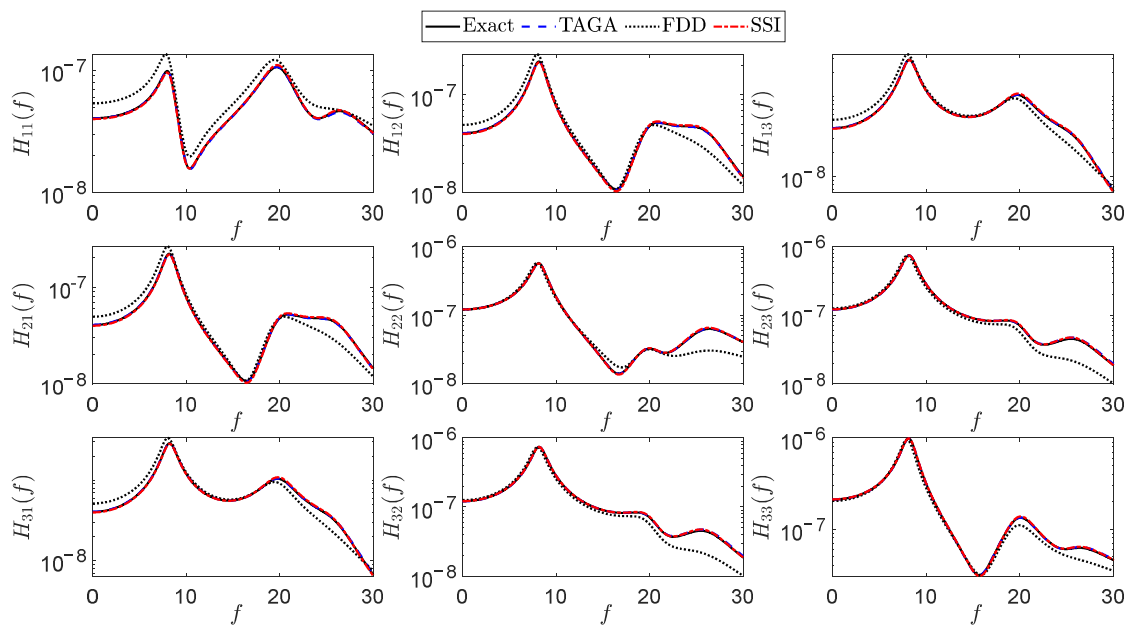 Exact TAGA FDD SSI
10⁻⁷
10⁻⁸
H₁₁(f)
0 10 20 30
f
10⁻⁷
10⁻⁸
H₁₂(f)
0 10 20 30
f
10⁻⁸
H₁₃(f)
0 10 20 30
f
10⁻⁷
10⁻⁸
H₂₁(f)
0 10 20 30
f
10⁻⁶
10⁻⁷
10⁻⁸
H₂₂(f)
0 10 20 30
f
10⁻⁶
10⁻⁷
10⁻⁸
H₂₃(f)
0 10 20 30
f
10⁻⁸
H₃₁(f)
0 10 20 30
f
10⁻⁶
10⁻⁷
10⁻⁸
H₃₂(f)
0 10 20 30
f
10⁻⁶
10⁻⁷
H₃₃(f)
0 10 20 30
f